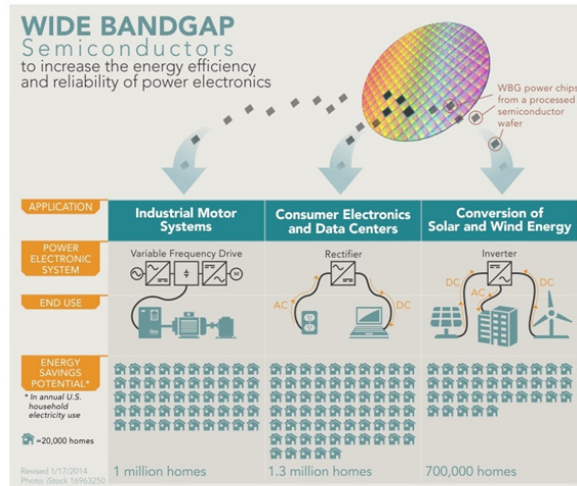 WIDE BANDGAP
Semiconductors
to increase the energy efficiency
and reliability of power electronics
WBG power chips
from a processed
semiconductor
wafer
APPLICATION
Industrial Motor
Systems
Consumer Electronics
and Data Centers
Conversion of
Solar and Wind Energy
POWER
ELECTRONIC
SYSTEM
Variable Frequency Drive
M
Rectifier
Inverter
END USE
AC
DC
DC
AC
DC
ENERGY
SAVINGS
POTENTIAL*
* In annual U.S.
household
electricity use
=20,000 homes
1 million homes
1.3 million homes
700,000 homes
Revised 1/17/2014
Photo: iStock 16963250